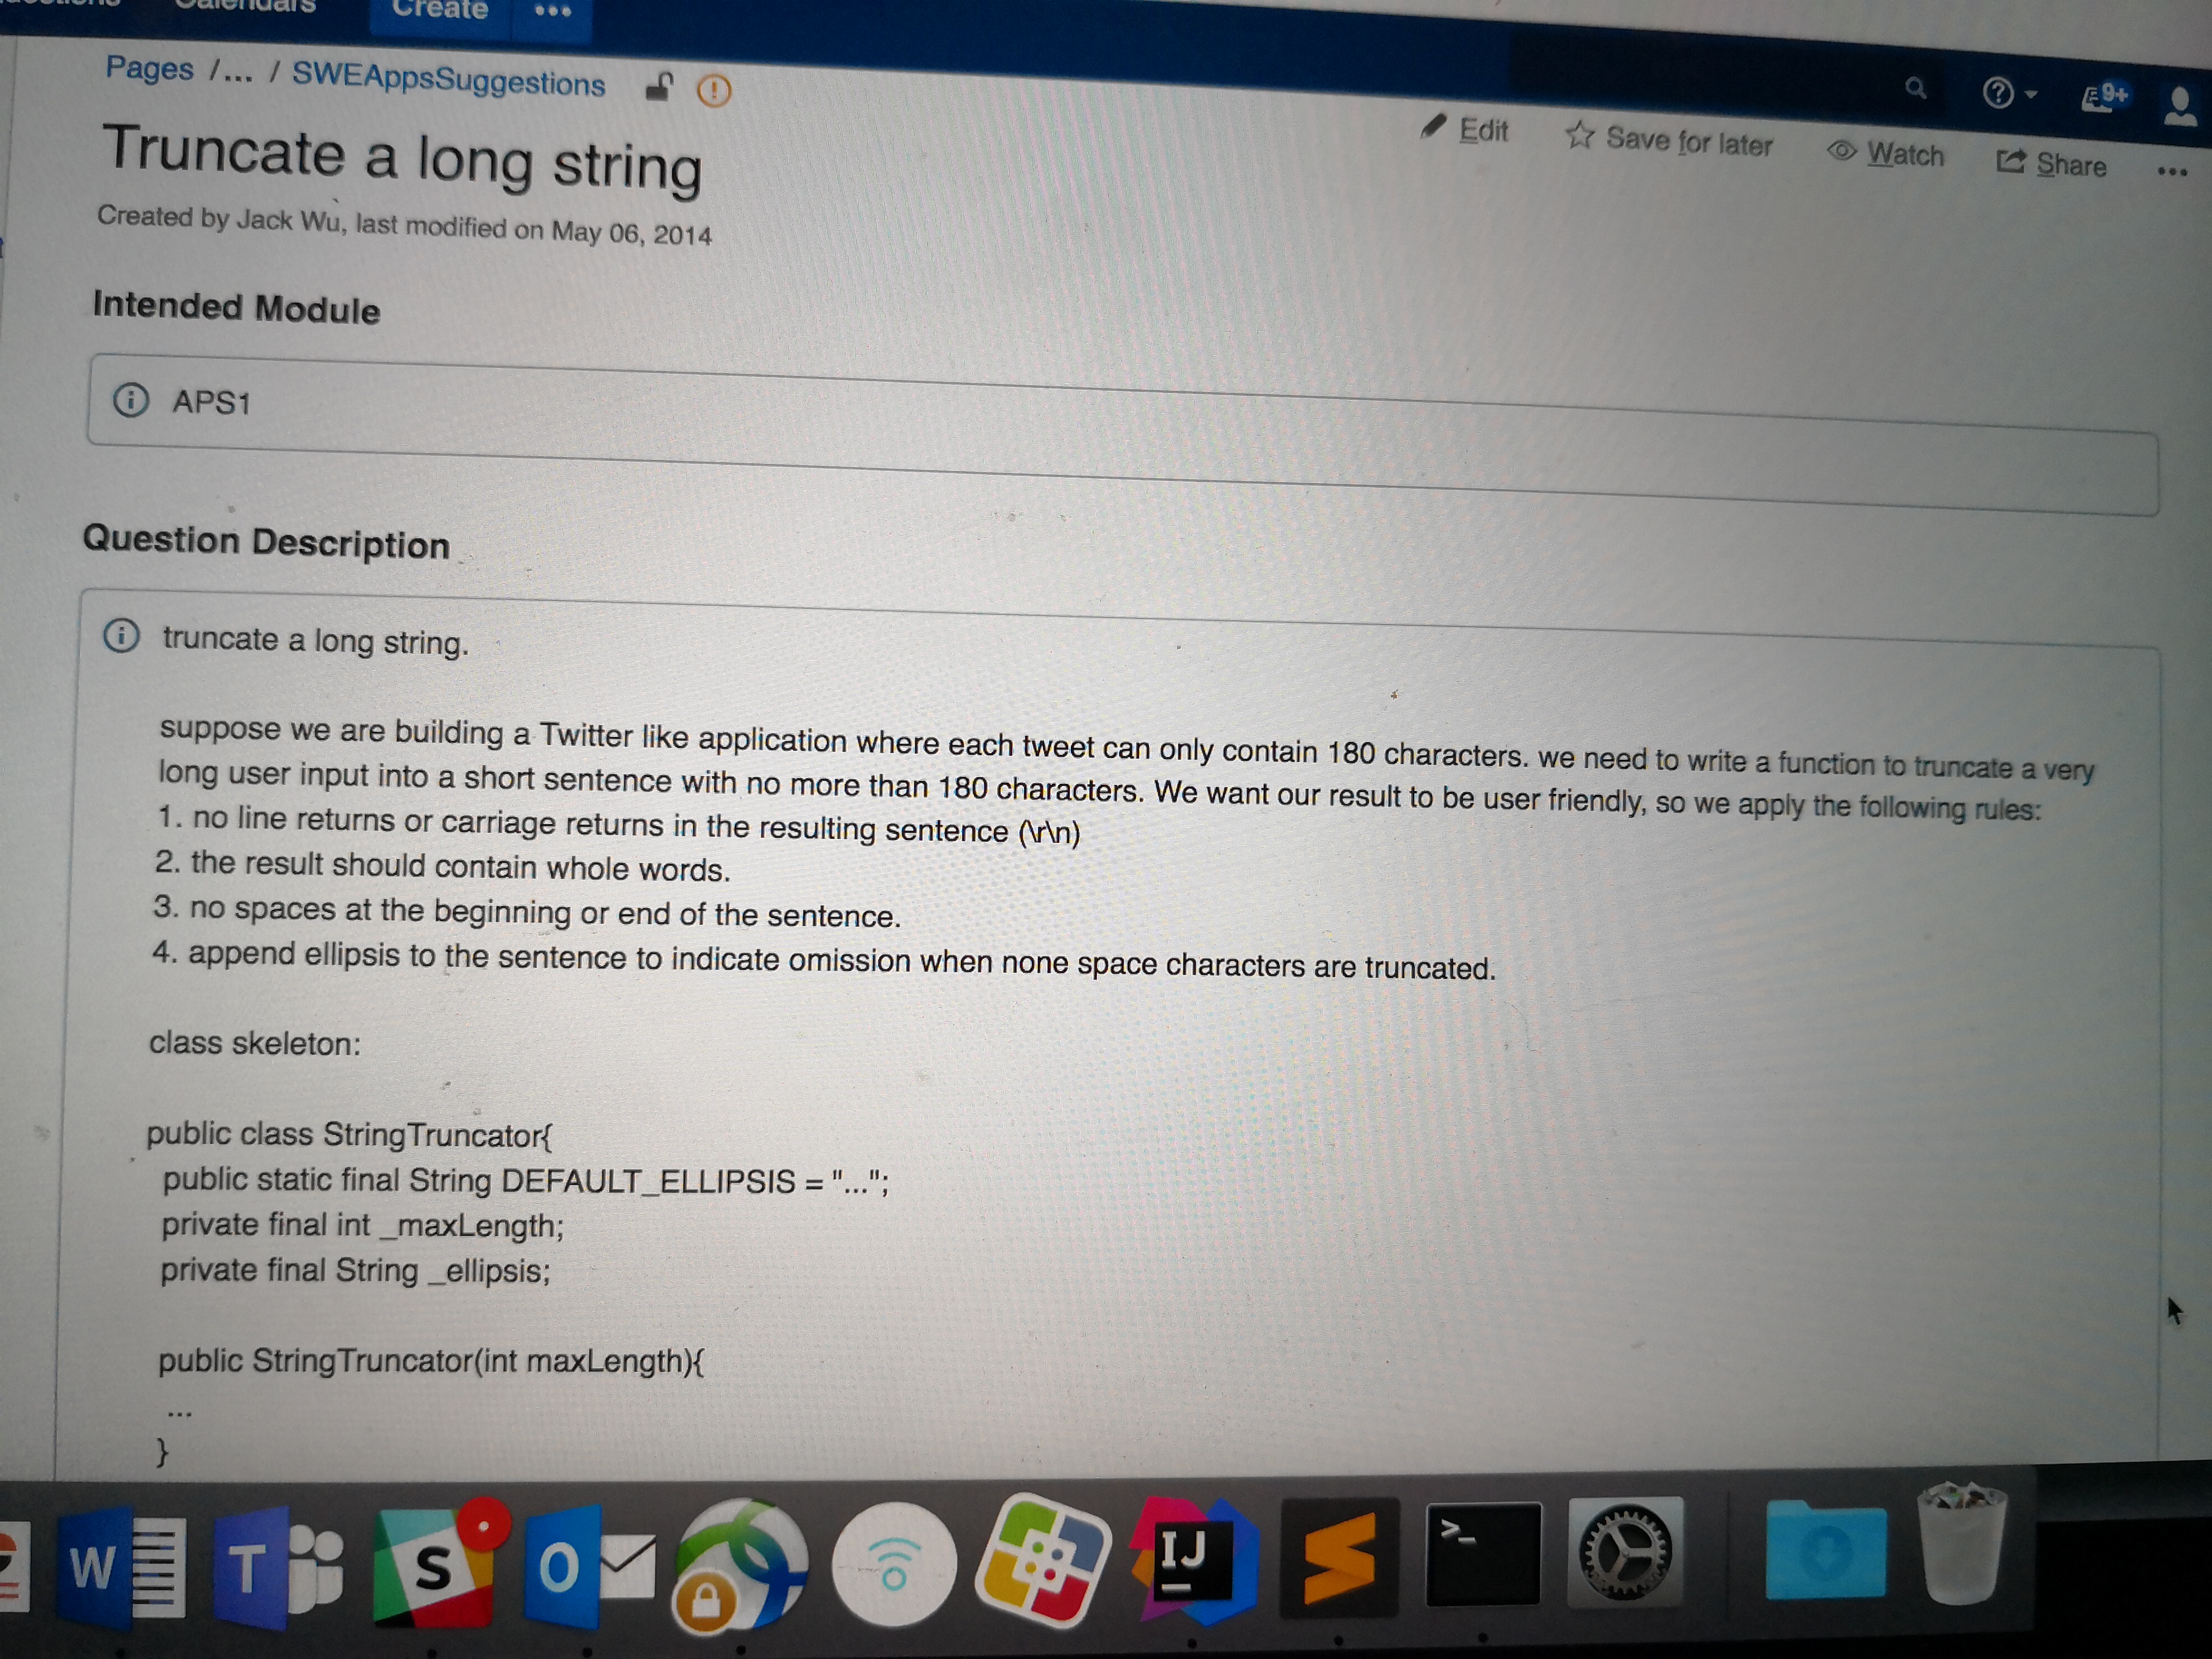 Calendars
Create
Pages / ... / SWEAppsSuggestions
9+
Edit
Save for later
Watch
Share
Truncate a long string
Created by Jack Wu, last modified on May 06, 2014
Intended Module
APS1
Question Description
truncate a long string.
suppose we are building a Twitter like application where each tweet can only contain 180 characters. we need to write a function to truncate a very
long user input into a short sentence with no more than 180 characters. We want our result to be user friendly, so we apply the following rules:
1. no line returns or carriage returns in the resulting sentence (\r\n)
2. the result should contain whole words.
3. no spaces at the beginning or end of the sentence.
4. append ellipsis to the sentence to indicate omission when none space characters are truncated.
class skeleton:
public class StringTruncator{
public static final String DEFAULT_ELLIPSIS = "...";
private final int _maxLength;
private final String _ellipsis;
public StringTruncator(int maxLength){
...
}
W
T
S
O
IJ
>_